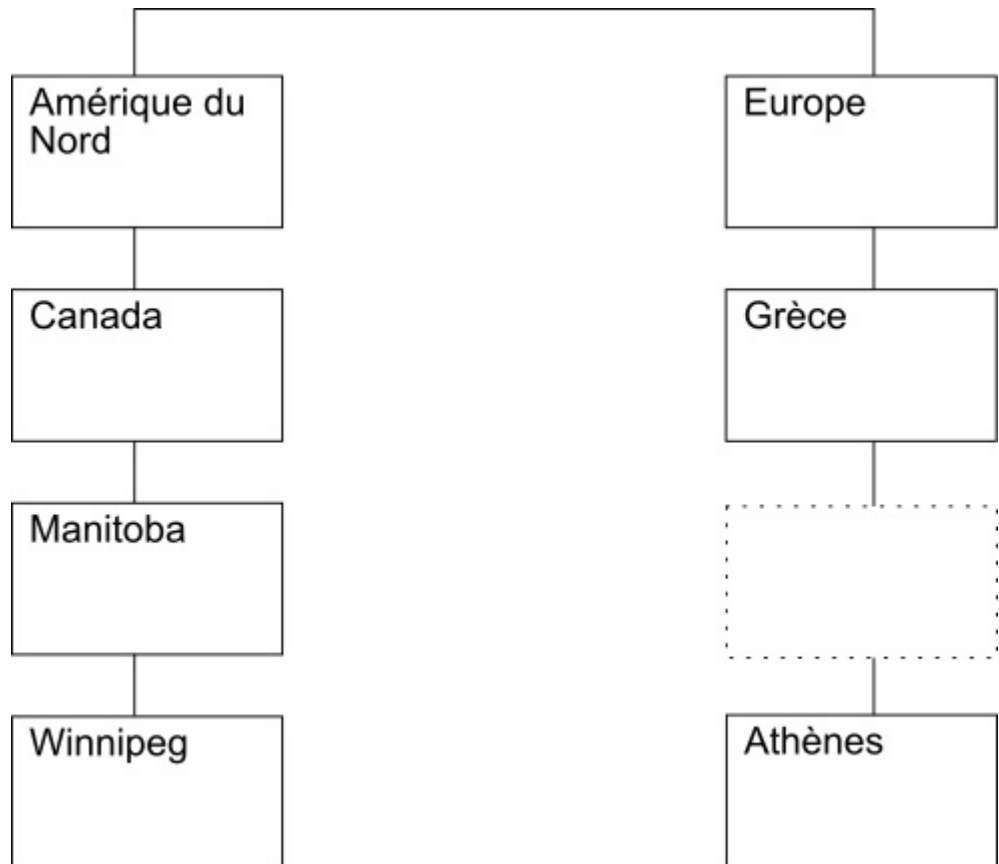 Amérique du
Nord
Europe
Canada
Grèce
Manitoba
Winnipeg
Athènes